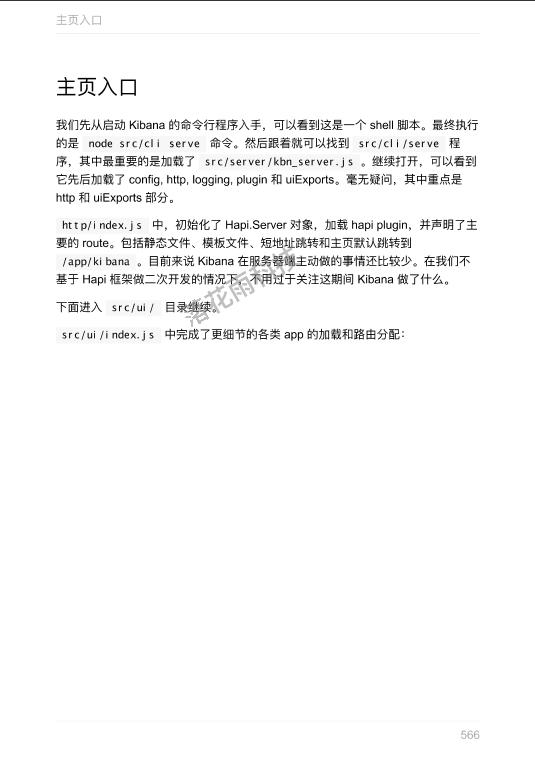 主页入口
主页入口
我们先从启动 Kibana 的命令行程序入手，可以看到这是一个 shell 脚本。最终执行
的是 node src/cli serve 命令。然后跟着就可以找到 src/cli/serve 程
序，其中最重要的是加载了 src/server/kbn_server.js 。继续打开，可以看到
它先后加载了 config, http, logging, plugin 和 uiExports。毫无疑问，其中重点是
http 和 uiExports 部分。
http/index.js 中，初始化了 Hapi.Server 对象，加载 hapi plugin，并声明了主
要的 route。包括静态文件、模板文件、短地址跳转和主页默认跳转到
/app/kibana 。目前来说 Kibana 在服务器端主动做的事情还比较少。在我们不
基于 Hapi 框架做二次开发的情况下，不用过于关注这期间 Kibana 做了什么。
下面进入 src/ui/ 目录继续。
src/ui/index.js 中完成了更细节的各类 app 的加载和路由分配：
落花雨科技
566